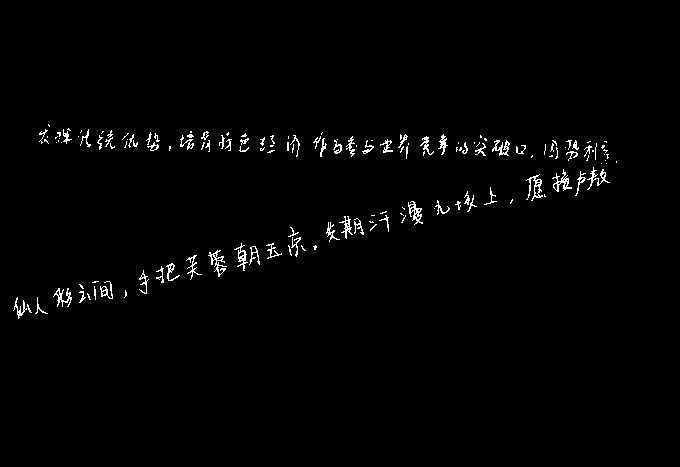 发挥传统优势,培育特色经济作为参与世界竞争的突破口,因势利导.
仙人彩云间,手把芙蓉朝玉京,先期汗漫九垓上,愿接卢敖